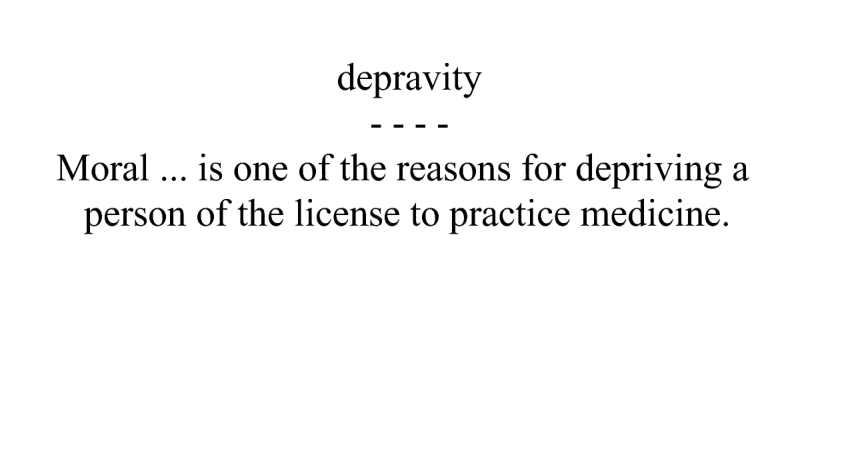 depravity
- - - -
Moral ... is one of the reasons for depriving a
person of the license to practice medicine.